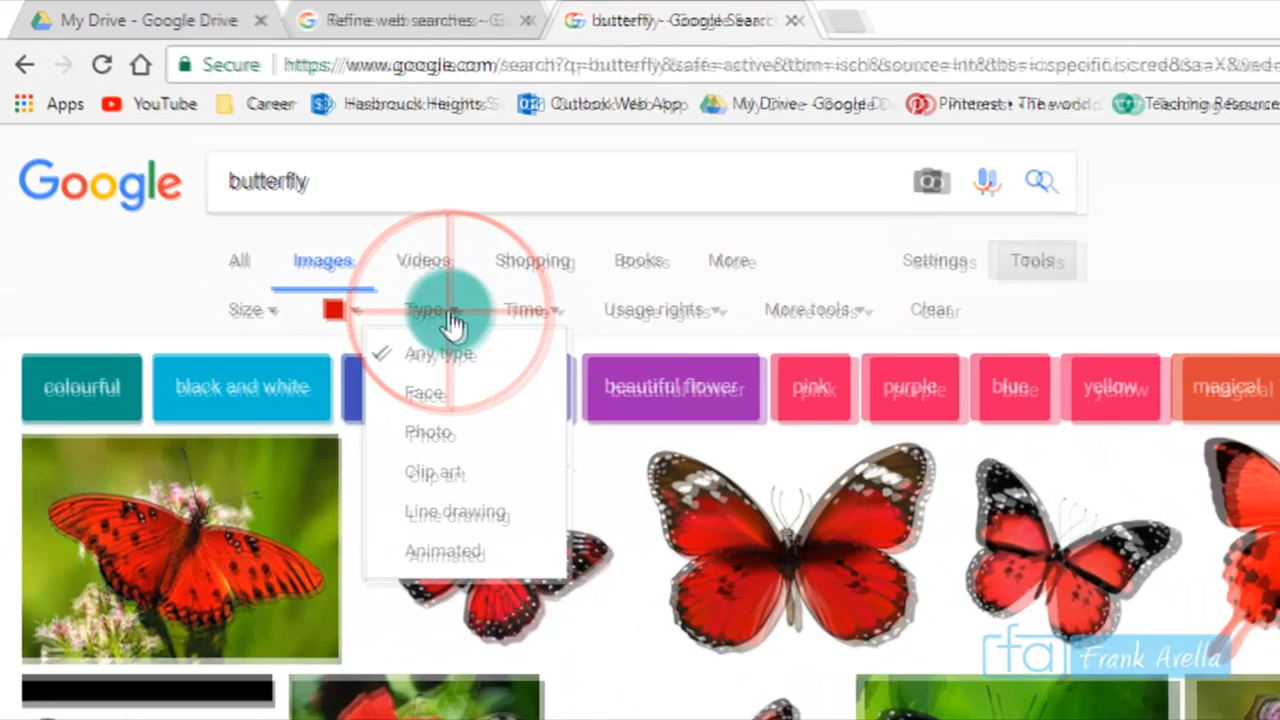 My Drive - Google Drive
Refine web searches - G
butterfly - Google Sear
Secure https://www.google.com/search?q=butterfly&safe=active&tbm=isch&source=lnt&tbs=ic:specific,isc:red&sa=X&ved=
Apps YouTube Career Hasbrouck Heights S Outlook Web App My Drive - Google D Pinterest • The world Teaching Resource
Google butterfly
All Images Videos Shopping Books More Settings Tools
Size Type Time Usage rights More tools Clear
Any type
Face
Photo
Clip art
Line drawing
Animated
colourful black and white beautiful flower pink purple blue yellow magical
fa Frank Avella